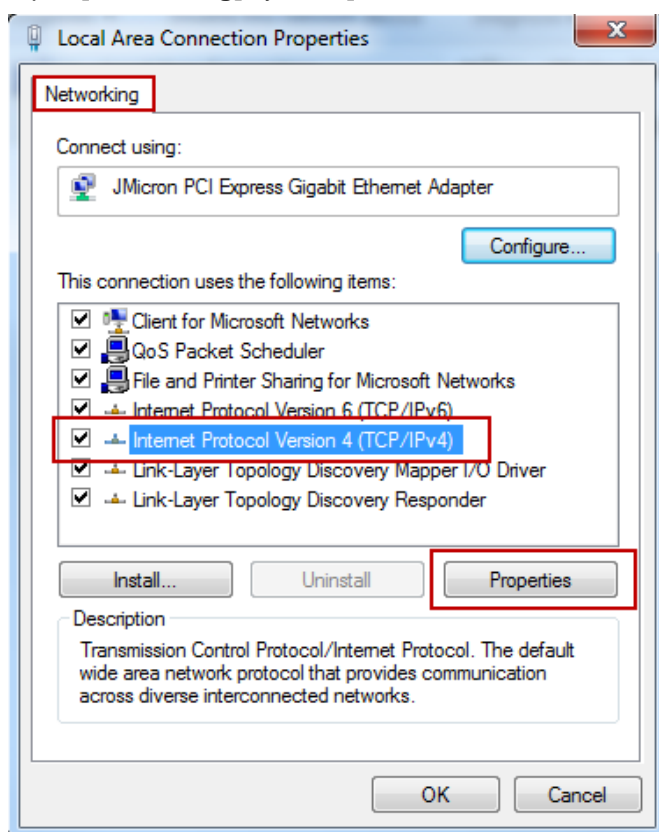 Local Area Connection Properties
Networking
Connect using:
JMicron PCI Express Gigabit Ethernet Adapter
Configure...
This connection uses the following items:
Client for Microsoft Networks
QoS Packet Scheduler
File and Printer Sharing for Microsoft Networks
Internet Protocol Version 6 (TCP/IPv6)
Internet Protocol Version 4 (TCP/IPv4)
Link-Layer Topology Discovery Mapper I/O Driver
Link-Layer Topology Discovery Responder
Install... Uninstall Properties
Description
Transmission Control Protocol/Internet Protocol. The default
wide area network protocol that provides communication
across diverse interconnected networks.
OK Cancel